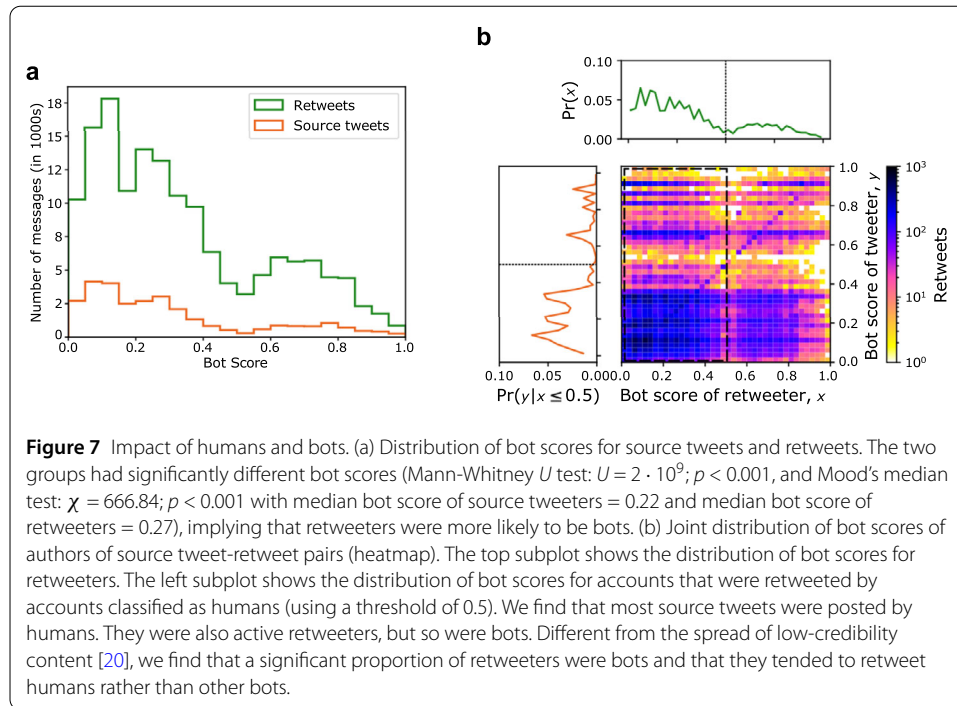 a
Number of messages (in 1000s)
18
15
12
10
8
5
2
0
0.0 0.2 0.4 0.6 0.8 1.0
Bot Score
Retweets
Source tweets
b
Pr(x)
0.10
0.05
0.00
0.10 0.05 0.00
Pr(y|x ≤ 0.5)
0.0 0.2 0.4 0.6 0.8 1.0
Bot score of retweeter, x
1.0
0.8
0.6
0.4
0.2
0.0
Bot score of tweeter, y
10³
10²
10¹
10⁰
Retweets
Figure 7 Impact of humans and bots. (a) Distribution of bot scores for source tweets and retweets. The two
groups had significantly different bot scores (Mann-Whitney U test: U = 2 · 10⁹; p < 0.001, and Mood's median
test: χ = 666.84; p < 0.001 with median bot score of source tweeters = 0.22 and median bot score of
retweeters = 0.27), implying that retweeters were more likely to be bots. (b) Joint distribution of bot scores of
authors of source tweet-retweet pairs (heatmap). The top subplot shows the distribution of bot scores for
retweeters. The left subplot shows the distribution of bot scores for accounts that were retweeted by
accounts classified as humans (using a threshold of 0.5). We find that most source tweets were posted by
humans. They were also active retweeters, but so were bots. Different from the spread of low-credibility
content [20], we find that a significant proportion of retweeters were bots and that they tended to retweet
humans rather than other bots.